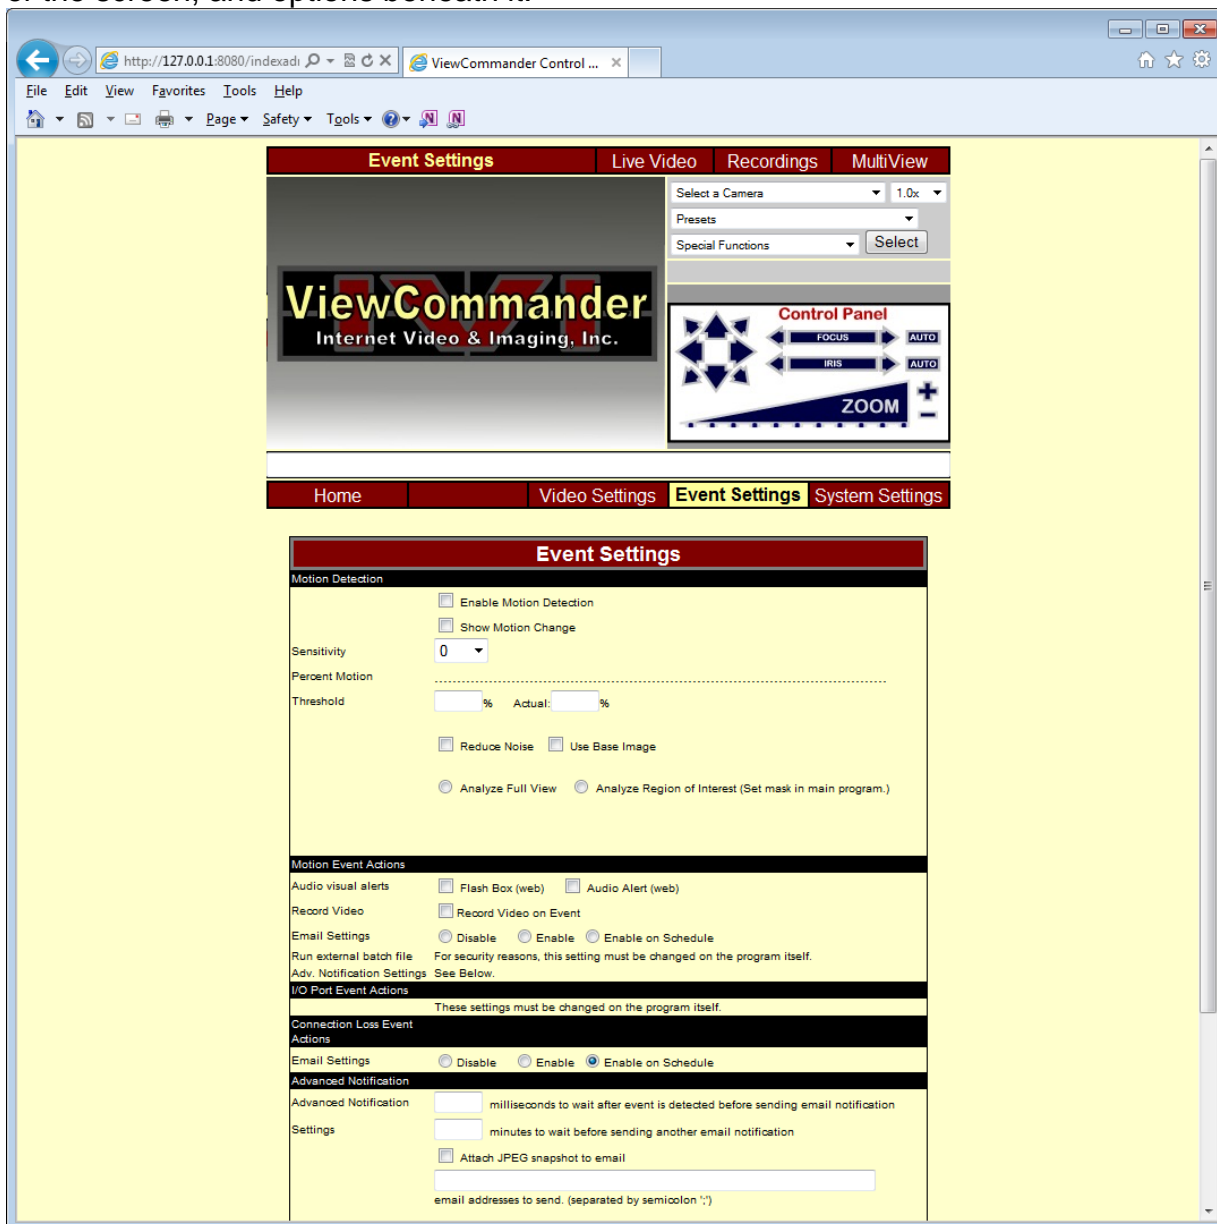 of the screen, and options beneath it.
http://127.0.0.1:8080/indexadi
ViewCommander Control ...
File Edit View Favorites Tools Help
Page Safety Tools
Event Settings Live Video Recordings MultiView
Select a Camera 1.0x
Presets
Special Functions Select
ViewCommander
Internet Video & Imaging, Inc.
Control Panel
FOCUS AUTO
IRIS AUTO
ZOOM
Home Video Settings Event Settings System Settings
Event Settings
Motion Detection
Enable Motion Detection
Show Motion Change
Sensitivity 0
Percent Motion
Threshold % Actual: %
Reduce Noise Use Base Image
Analyze Full View Analyze Region of Interest (Set mask in main program.)
Motion Event Actions
Audio visual alerts Flash Box (web) Audio Alert (web)
Record Video Record Video on Event
Email Settings Disable Enable Enable on Schedule
Run external batch file For security reasons, this setting must be changed on the program itself.
Adv. Notification Settings See Below.
I/O Port Event Actions
These settings must be changed on the program itself.
Connection Loss Event
Actions
Email Settings Disable Enable Enable on Schedule
Advanced Notification
Advanced Notification milliseconds to wait after event is detected before sending email notification
Settings minutes to wait before sending another email notification
Attach JPEG snapshot to email
email addresses to send. (separated by semicolon ';')